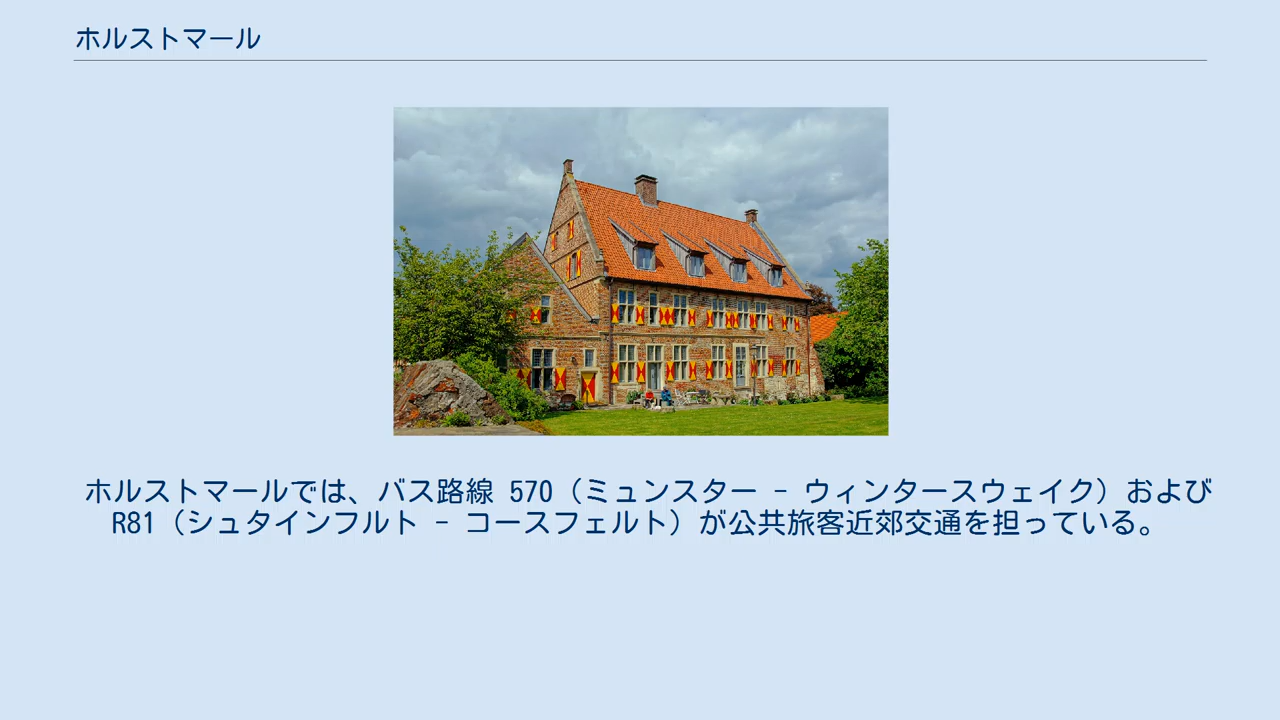 ホルストマール
ホルストマールでは、バス路線 570（ミュンスター － ウィンタースウェイク）および
R81（シュタインフルト － コースフェルト）が公共旅客近郊交通を担っている。